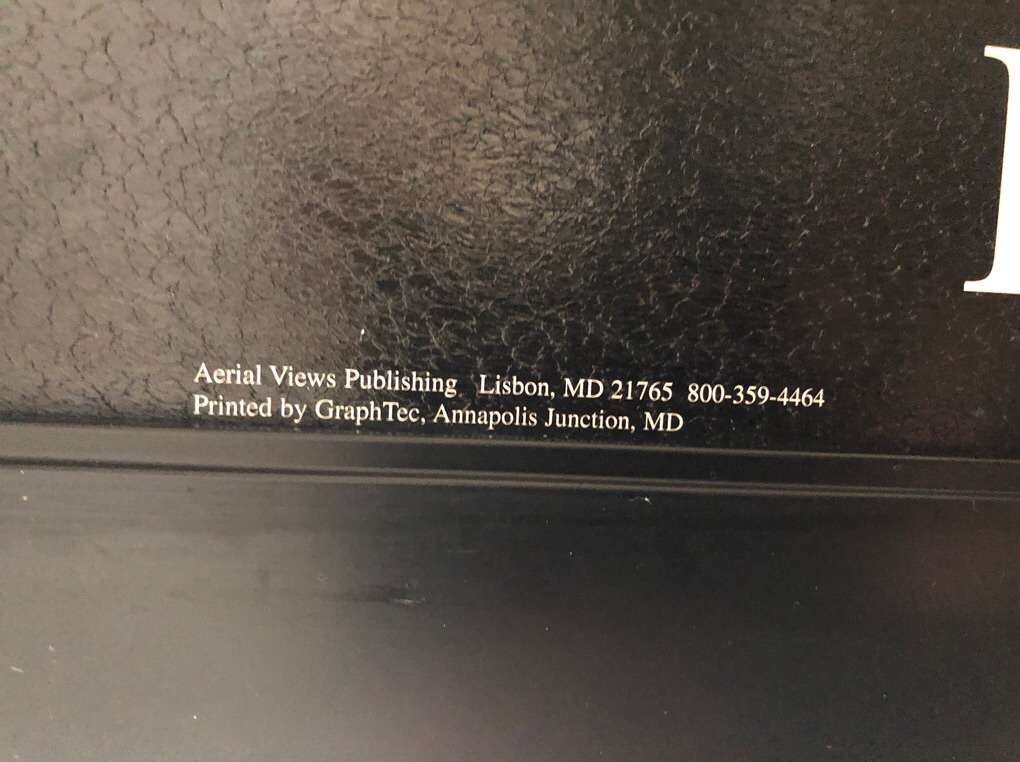 Aerial Views Publishing Lisbon, MD 21765 800-359-4464
Printed by GraphTec, Annapolis Junction, MD